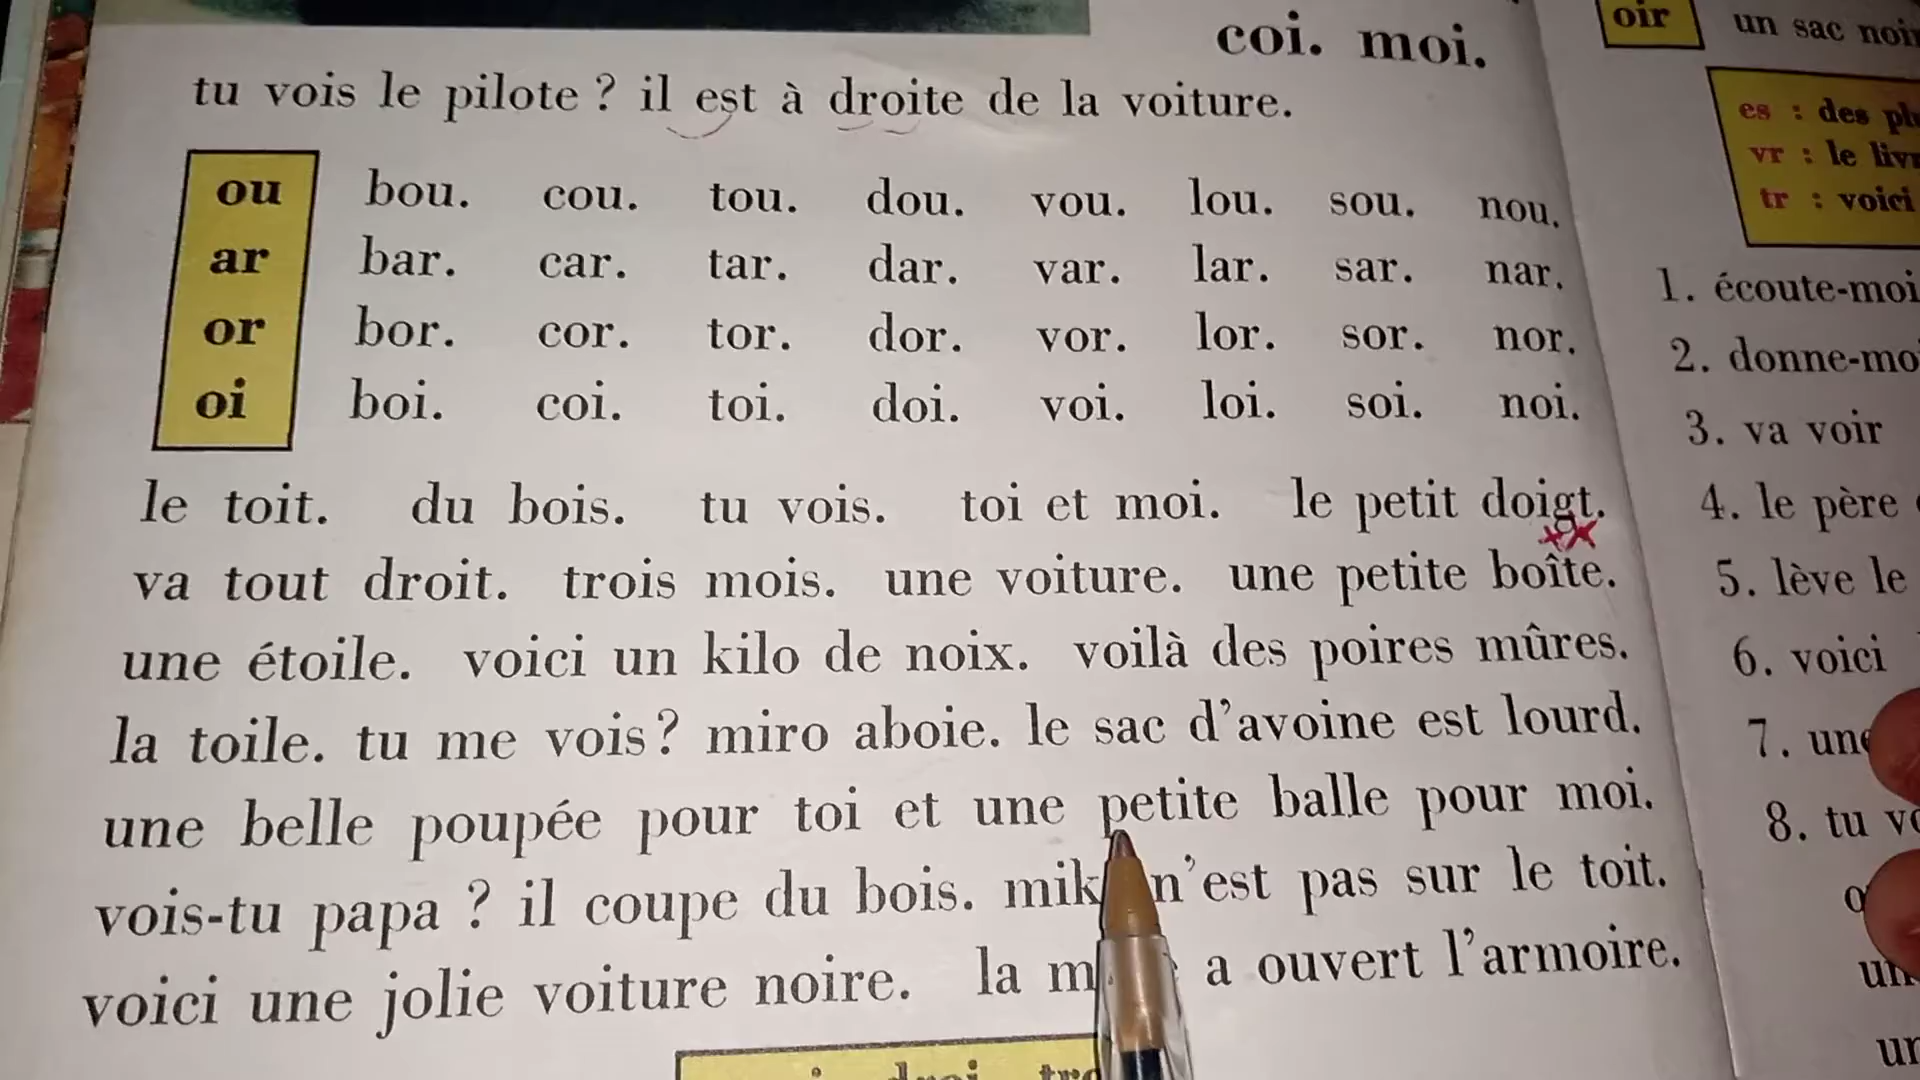 coi. moi.
tu vois le pilote ? il est à droite de la voiture.
ou bou. cou. tou. dou. vou. lou. sou. nou.
ar bar. car. tar. dar. var. lar. sar. nar.
or bor. cor. tor. dor. vor. lor. sor. nor.
oi boi. coi. toi. doi. voi. loi. soi. noi.
le toit. du bois. tu vois. toi et moi. le petit doigt.
va tout droit. trois mois. une voiture. une petite boîte.
une étoile. voici un kilo de noix. voilà des poires mûres.
la toile. tu me vois? miro aboie. le sac d'avoine est lourd.
une belle poupée pour toi et une petite balle pour moi.
vois-tu papa ? il coupe du bois. n'est pas sur le toit.
voici une jolie voiture noire. la a ouvert l'armoire.
oir un sac
es : des
vr : le
tr : voici
1. écoute-moi
2.
3. va voir
4. le père
5. lève le
6. voici
7.
8. tu